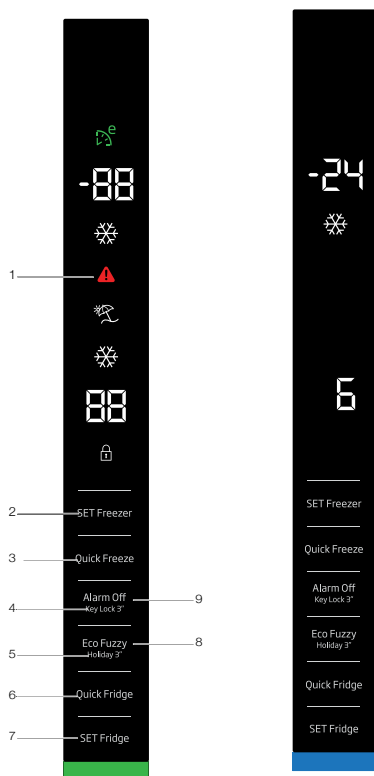 e
-88
1
88
2 SET Freezer
3 Quick Freeze
Alarm Off 9
4 Key Lock 3"
Eco Fuzzy 8
5 Holiday 3"
6 Quick Fridge
7 SET Fridge
-24
6
SET Freezer
Quick Freeze
Alarm Off
Key Lock 3"
Eco Fuzzy
Holiday 3"
Quick Fridge
SET Fridge